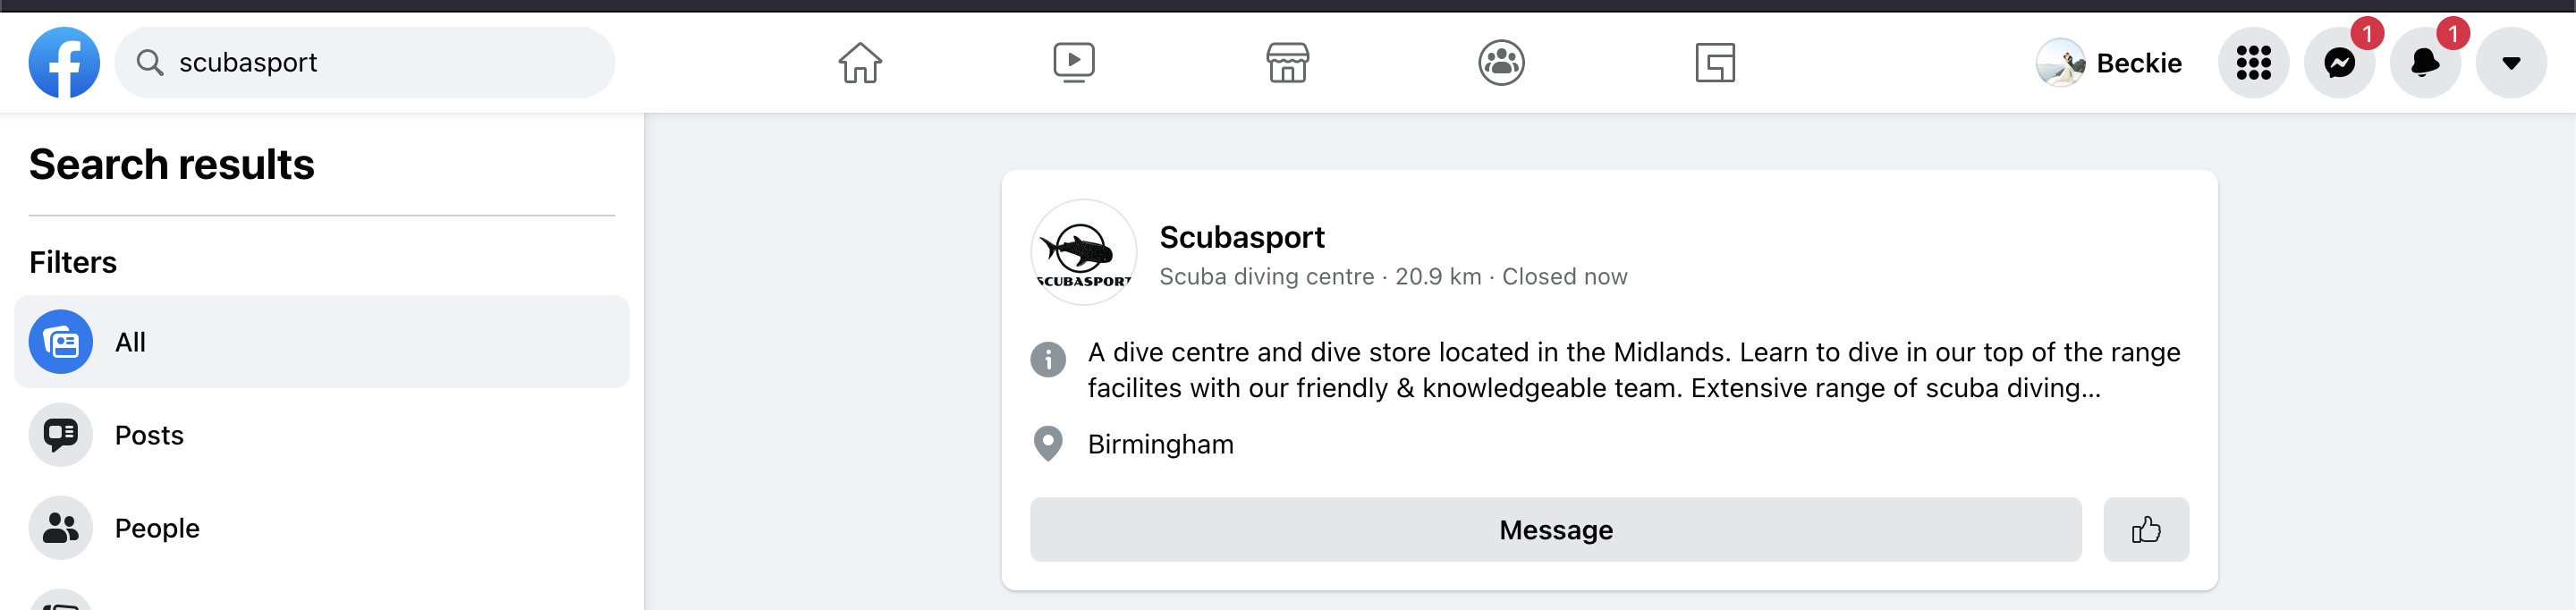 scubasport
Beckie
1
1
Search results
Filters
All
Posts
People
SCUBASPORT
Scubasport
Scuba diving centre · 20.9 km · Closed now
A dive centre and dive store located in the Midlands. Learn to dive in our top of the range
facilites with our friendly & knowledgeable team. Extensive range of scuba diving...
Birmingham
Message